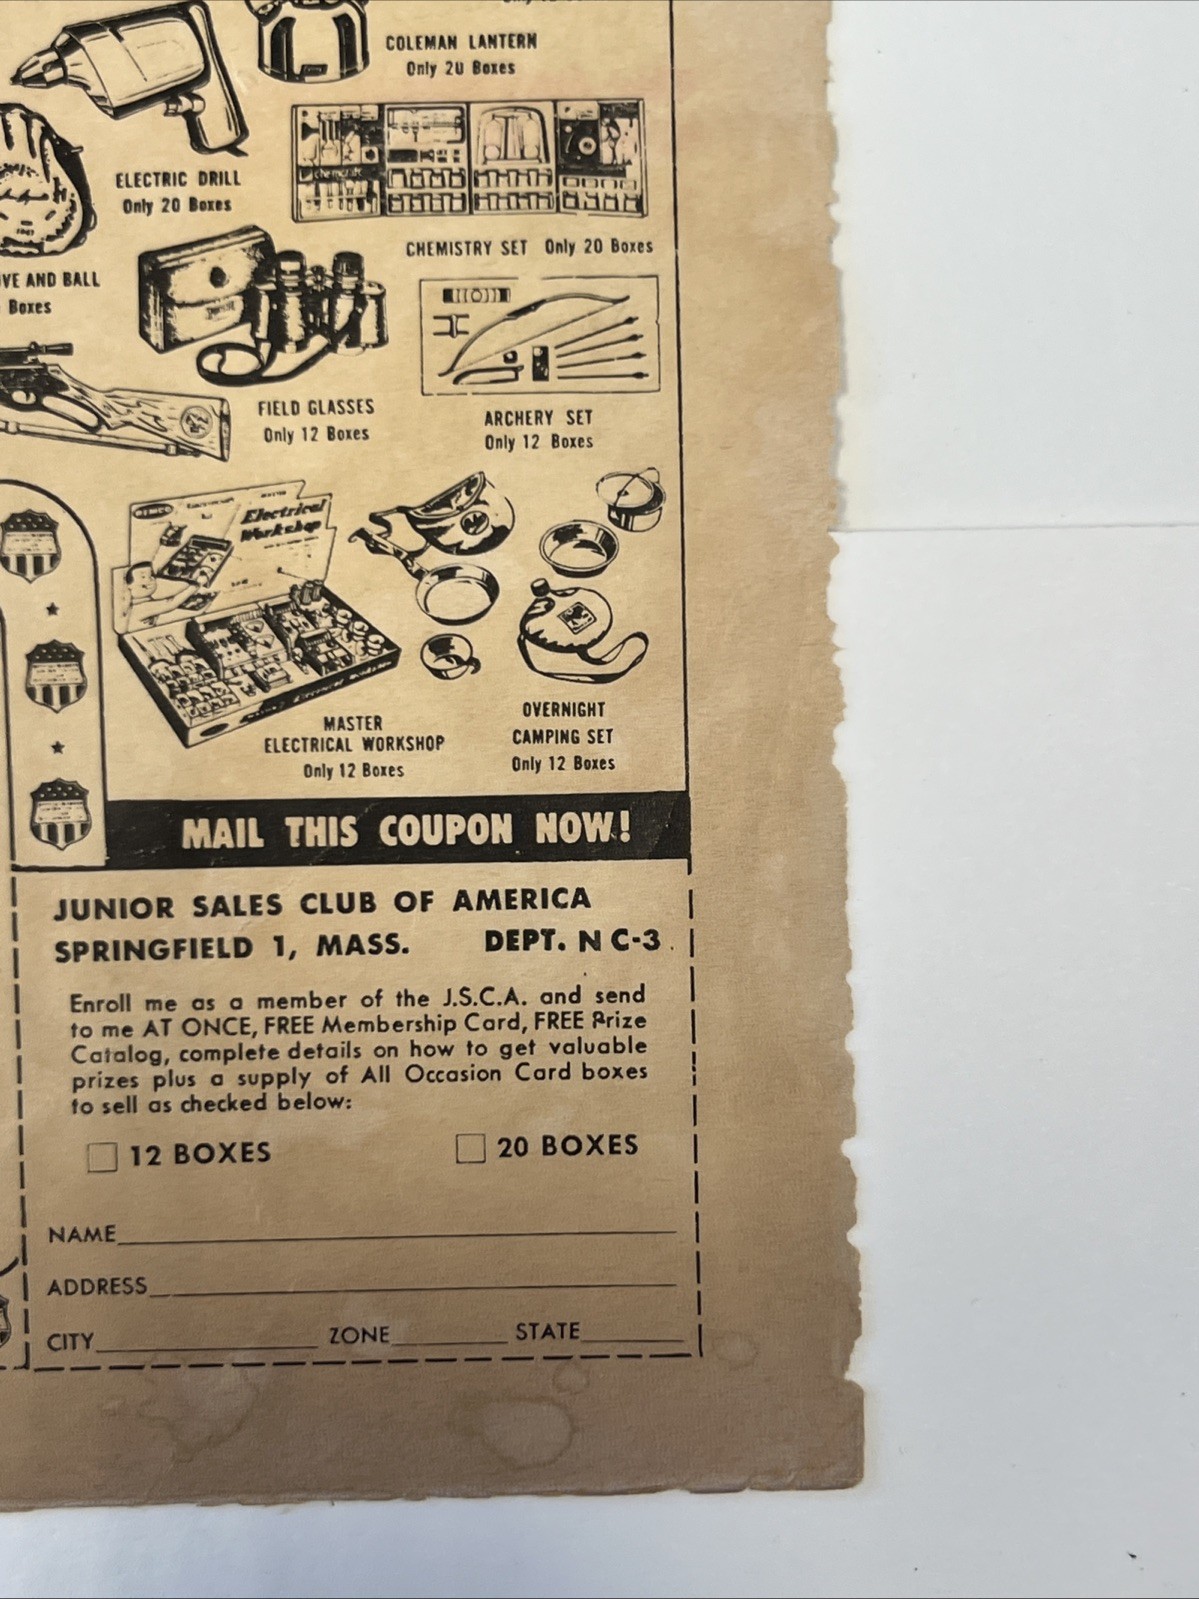 COLEMAN LANTERN
Only 20 Boxes
ELECTRIC DRILL
Only 20 Boxes
chemcraft
CHEMISTRY SET Only 20 Boxes
VE AND BALL
Boxes
FIELD GLASSES
Only 12 Boxes
ARCHERY SET
Only 12 Boxes
Electrical
Workshop
MASTER
ELECTRICAL WORKSHOP
Only 12 Boxes
OVERNIGHT
CAMPING SET
Only 12 Boxes
MAIL THIS COUPON NOW!
JUNIOR SALES CLUB OF AMERICA
SPRINGFIELD 1, MASS. DEPT. N C-3
Enroll me as a member of the J.S.C.A. and send
to me AT ONCE, FREE Membership Card, FREE Prize
Catalog, complete details on how to get valuable
prizes plus a supply of All Occasion Card boxes
to sell as checked below:
12 BOXES 20 BOXES
NAME
ADDRESS
CITY ZONE STATE